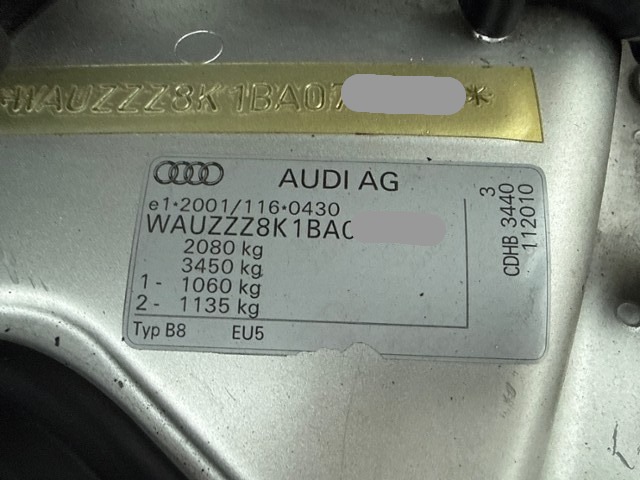 *WAUZZZ8K1BA07 *
AUDI AG
e1*2001/116*0430
WAUZZZ8K1BA0
2080 kg
3450 kg
1- 1060 kg
2- 1135 kg
Typ B8 EU5
3
CDHB 3440
112010